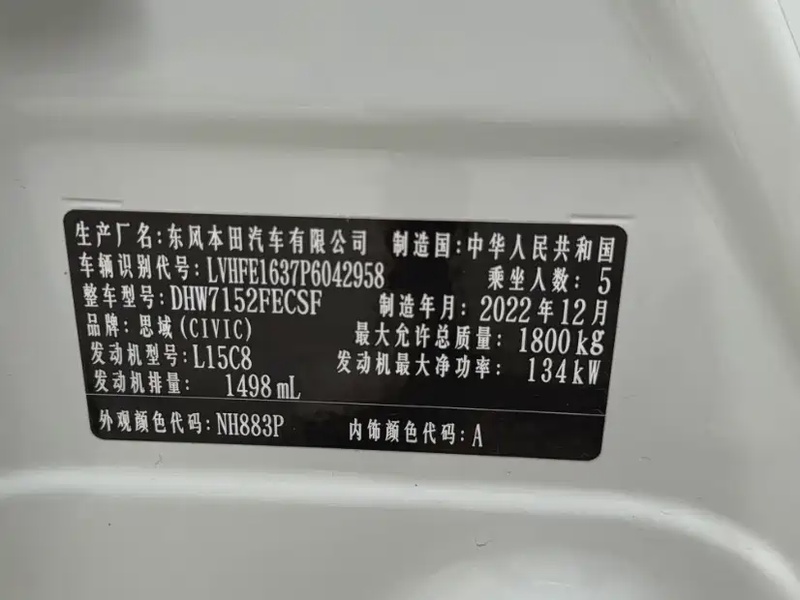 生产厂名:东风本田汽车有限公司 制造国:中华人民共和国
车辆识别代号:LVHFE1637P6042958 乘坐人数:5
整车型号:DHW7152FECSF 制造年月:2022年12月
品牌:思域(CIVIC) 最大允许总质量:1800kg
发动机型号:L15C8 发动机最大净功率:134kW
发动机排量: 1498mL
外观颜色代码:NH883P 内饰颜色代码:A